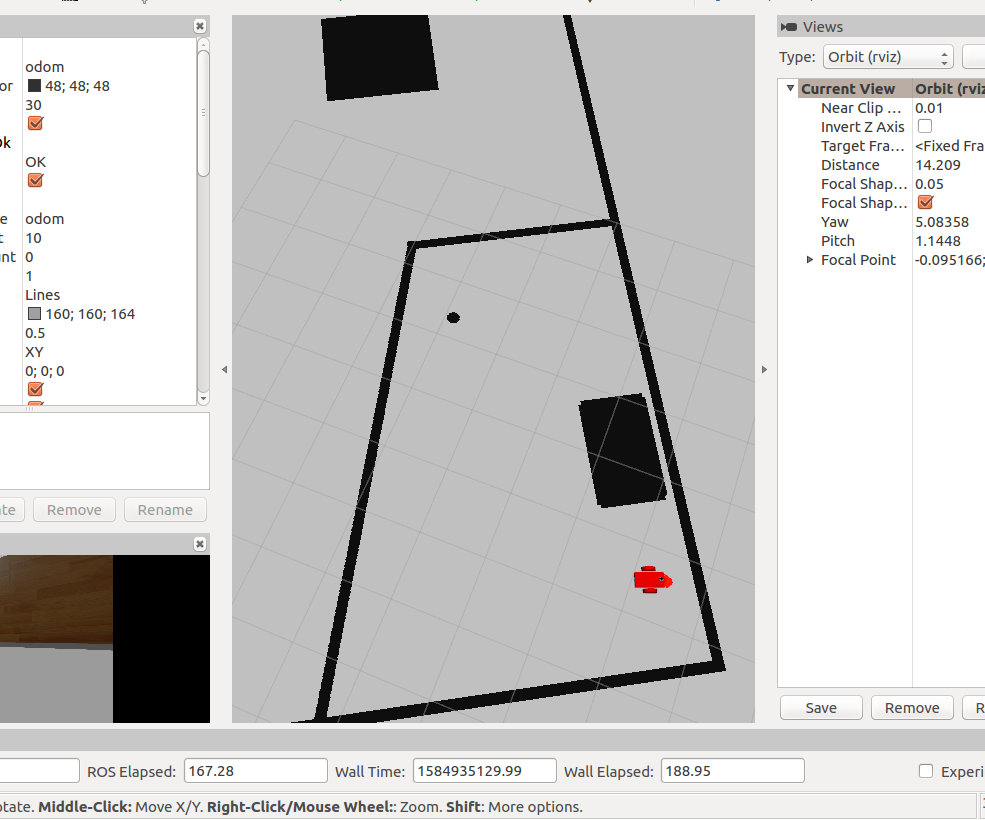 Views
Type: Orbit (rviz)
odom
Current View Orbit (rviz
or 48; 48; 48
Near Clip ... 0.01
30
Invert Z Axis
Ok
Target Fra... <Fixed Fra
OK
Distance 14.209
Focal Shap... 0.05
Focal Shap...
e odom
Yaw 5.08358
t 10
Pitch 1.1448
nt 0
Focal Point -0.095166;
1
Lines
160; 160; 164
0.5
XY
0; 0; 0
te Remove Rename
Save Remove R
ROS Elapsed: 167.28 Wall Time: 1584935129.99 Wall Elapsed: 188.95 Experi
otate. Middle-Click: Move X/Y. Right-Click/Mouse Wheel:: Zoom. Shift: More options.